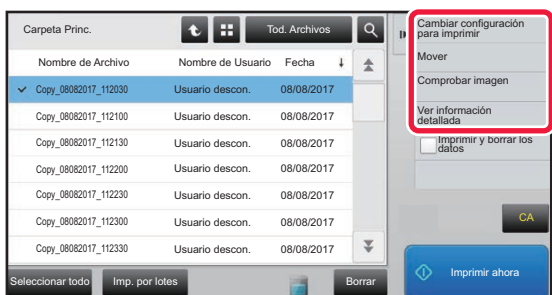 Carpeta Princ.
Tod. Archivos
Nombre de Archivo Nombre de Usuario Fecha
Copy_08082017_112030 Usuario descon. 08/08/2017
Copy_08082017_112100 Usuario descon. 08/08/2017
Copy_08082017_112130 Usuario descon. 08/08/2017
Copy_08082017_112200 Usuario descon. 08/08/2017
Copy_08082017_112230 Usuario descon. 08/08/2017
Copy_08082017_112300 Usuario descon. 08/08/2017
Copy_08082017_112330 Usuario descon. 08/08/2017
Seleccionar todo Imp. por lotes Borrar
Cambiar configuración
para imprimir
Mover
Comprobar imagen
Ver información
detallada
Imprimir y borrar los
datos
CA
Imprimir ahora